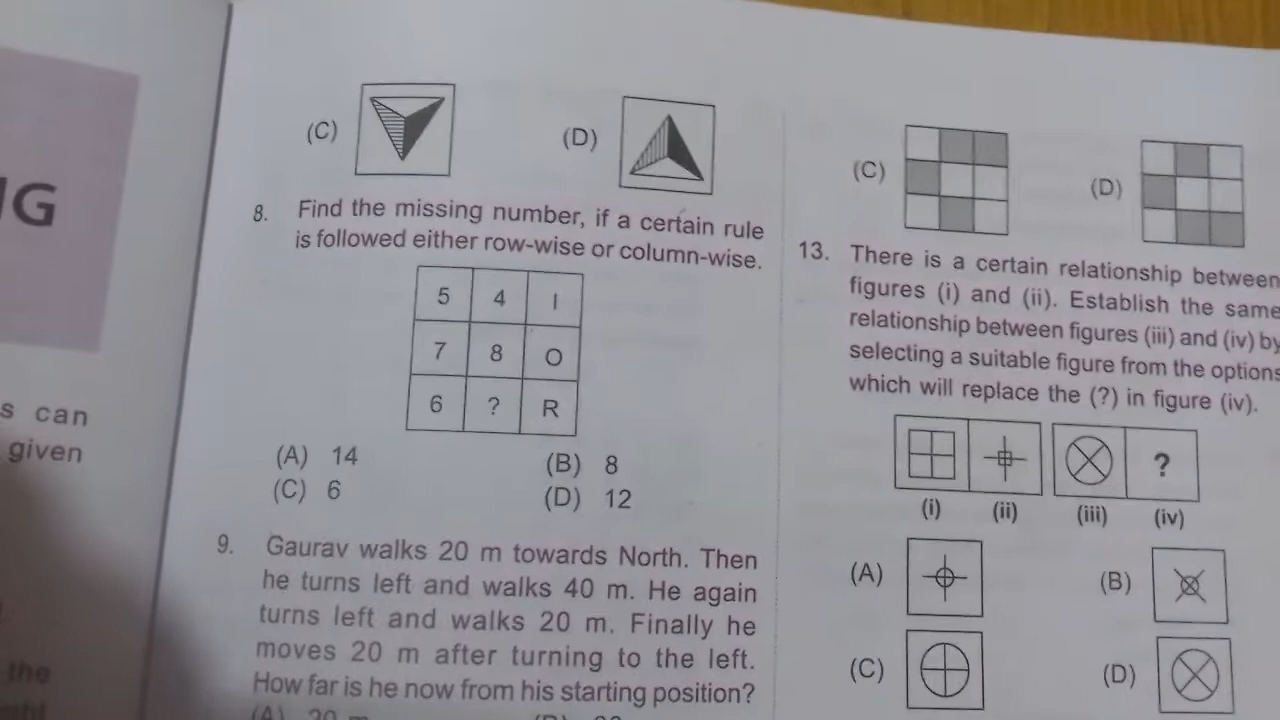 IG
s can
given
the
(C)
(D)
8. Find the missing number, if a certain rule
is followed either row-wise or column-wise.
5 4 I
7 8 O
6 ? R
(A) 14
(B) 8
(C) 6
(D) 12
9. Gaurav walks 20 m towards North. Then
he turns left and walks 40 m. He again
turns left and walks 20 m. Finally he
moves 20 m after turning to the left.
How far is he now from his starting position?
(C)
(D)
13. There is a certain relationship between
figures (i) and (ii). Establish the same
relationship between figures (iii) and (iv) by
selecting a suitable figure from the options
which will replace the (?) in figure (iv).
?
(i) (ii) (iii) (iv)
(A)
(B)
(C)
(D)